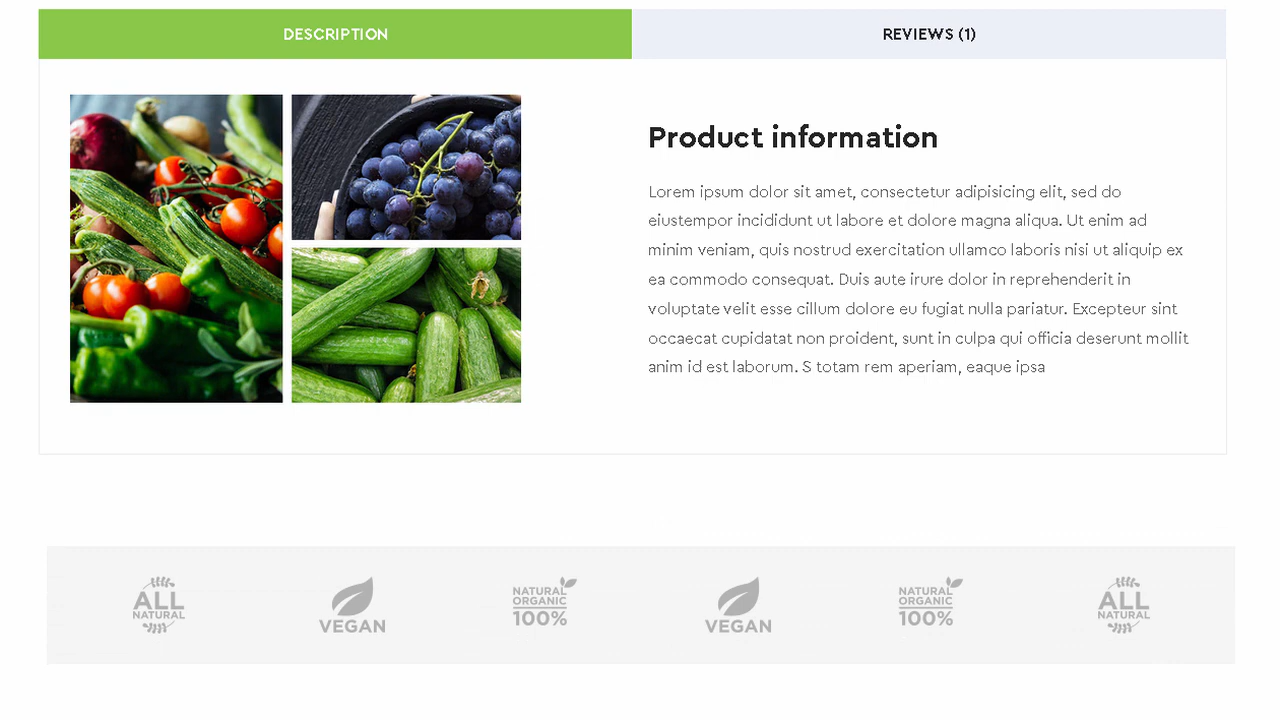 DESCRIPTION
REVIEWS (1)
Product information
Lorem ipsum dolor sit amet, consectetur adipisicing elit, sed do
eiustempor incididunt ut labore et dolore magna aliqua. Ut enim ad
minim veniam, quis nostrud exercitation ullamco laboris nisi ut aliquip ex
ea commodo consequat. Duis aute irure dolor in reprehenderit in
voluptate velit esse cillum dolore eu fugiat nulla pariatur. Excepteur sint
occaecat cupidatat non proident, sunt in culpa qui officia deserunt mollit
anim id est laborum. S totam rem aperiam, eaque ipsa
ALL
NATURAL
VEGAN
NATURAL
ORGANIC
100%
VEGAN
NATURAL
ORGANIC
100%
ALL
NATURAL